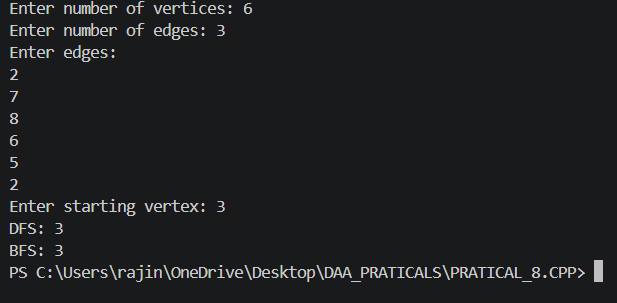 Enter number of vertices: 6
Enter number of edges: 3
Enter edges:
2
7
8
6
5
2
Enter starting vertex: 3
DFS: 3
BFS: 3
PS C:\Users\rajin\OneDrive\Desktop\DAA_PRATICALS\PRATICAL_8.CPP>